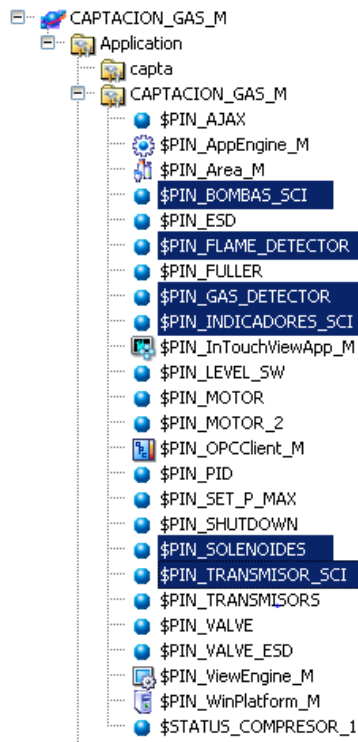 CAPTACION_GAS_M
Application
capta
CAPTACION_GAS_M
$PIN_AJAX
$PIN_AppEngine_M
$PIN_Area_M
$PIN_BOMBAS_SCI
$PIN_ESD
$PIN_FLAME_DETECTOR
$PIN_FULLER
$PIN_GAS_DETECTOR
$PIN_INDICADORES_SCI
$PIN_InTouchViewApp_M
$PIN_LEVEL_SW
$PIN_MOTOR
$PIN_MOTOR_2
$PIN_OPCClient_M
$PIN_PID
$PIN_SET_P_MAX
$PIN_SHUTDOWN
$PIN_SOLENOIDES
$PIN_TRANSMISOR_SCI
$PIN_TRANSMISORS
$PIN_VALVE
$PIN_VALVE_ESD
$PIN_ViewEngine_M
$PIN_WinPlatform_M
$STATUS_COMPRESOR_1